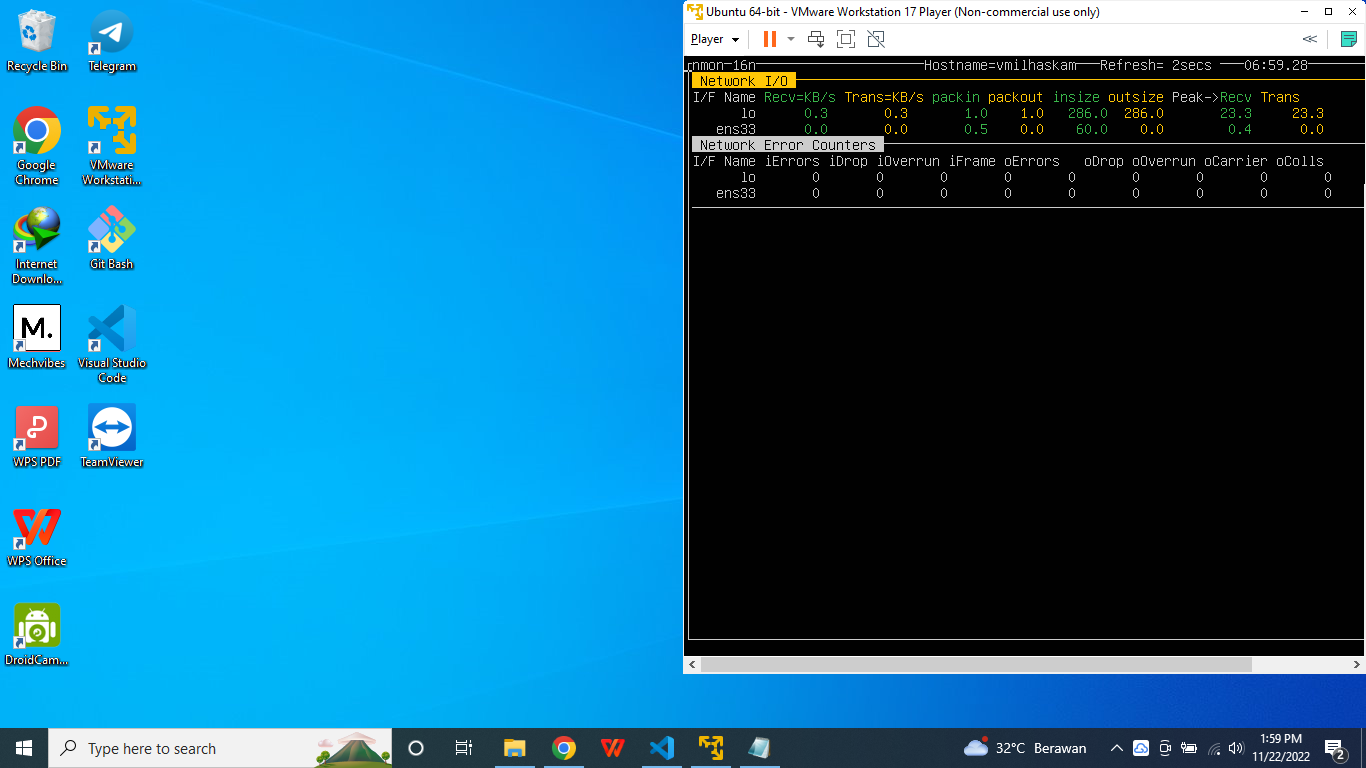 Recycle Bin
Telegram
Google
Chrome
VMware
Workstati...
Internet
Downlo...
Git Bash
M.
Mechvibes
Visual Studio
Code
WPS PDF
TeamViewer
WPS Office
DroidCam...
Ubuntu 64-bit - VMware Workstation 17 Player (Non-commercial use only)
Player
nmon-16n Hostname=vmilhaskam Refresh= 2secs 06:59.28
Network I/O
I/F Name Recv=KB/s Trans=KB/s packin packout insize outsize Peak->Recv Trans
lo 0.3 0.3 1.0 1.0 286.0 286.0 23.3 23.3
ens33 0.0 0.0 0.5 0.0 60.0 0.0 0.4 0.0
Network Error Counters
I/F Name iErrors iDrop iOverrun iFrame oErrors oDrop oOverrun oCarrier oColls
lo 0 0 0 0 0 0 0 0 0
ens33 0 0 0 0 0 0 0 0 0
Type here to search
32°C Berawan
1:59 PM
11/22/2022
2